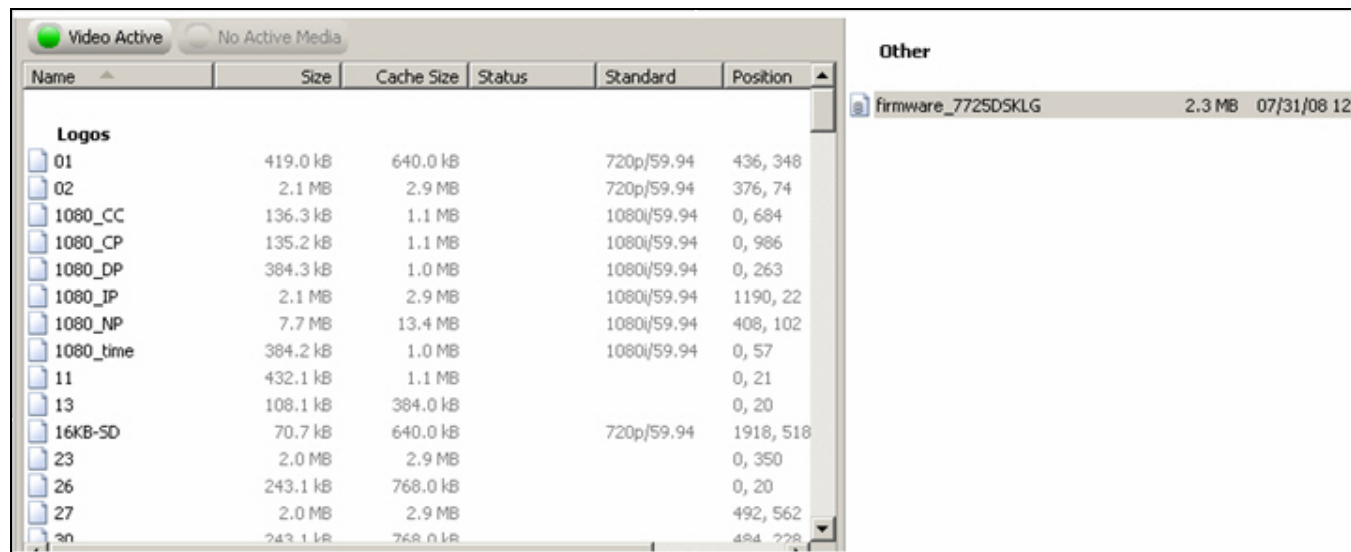 Video Active No Active Media
Name Size Cache Size Status Standard Position
Logos
01 419.0 kB 640.0 kB 720p/59.94 436, 348
02 2.1 MB 2.9 MB 720p/59.94 376, 74
1080_CC 136.3 kB 1.1 MB 1080i/59.94 0, 684
1080_CP 135.2 kB 1.1 MB 1080i/59.94 0, 986
1080_DP 384.3 kB 1.0 MB 1080i/59.94 0, 263
1080_IP 2.1 MB 2.9 MB 1080i/59.94 1190, 22
1080_NP 7.7 MB 13.4 MB 1080i/59.94 408, 102
1080_time 384.2 kB 1.0 MB 1080i/59.94 0, 57
11 432.1 kB 1.1 MB 0, 21
13 108.1 kB 384.0 kB 0, 20
16KB-SD 70.7 kB 640.0 kB 720p/59.94 1918, 518
23 2.0 MB 2.9 MB 0, 350
26 243.1 kB 768.0 kB 0, 20
27 2.0 MB 2.9 MB 492, 562
30 243.1 kB 768.0 kB 484, 228
Other
firmware_7725DSKLG 2.3 MB 07/31/08 12